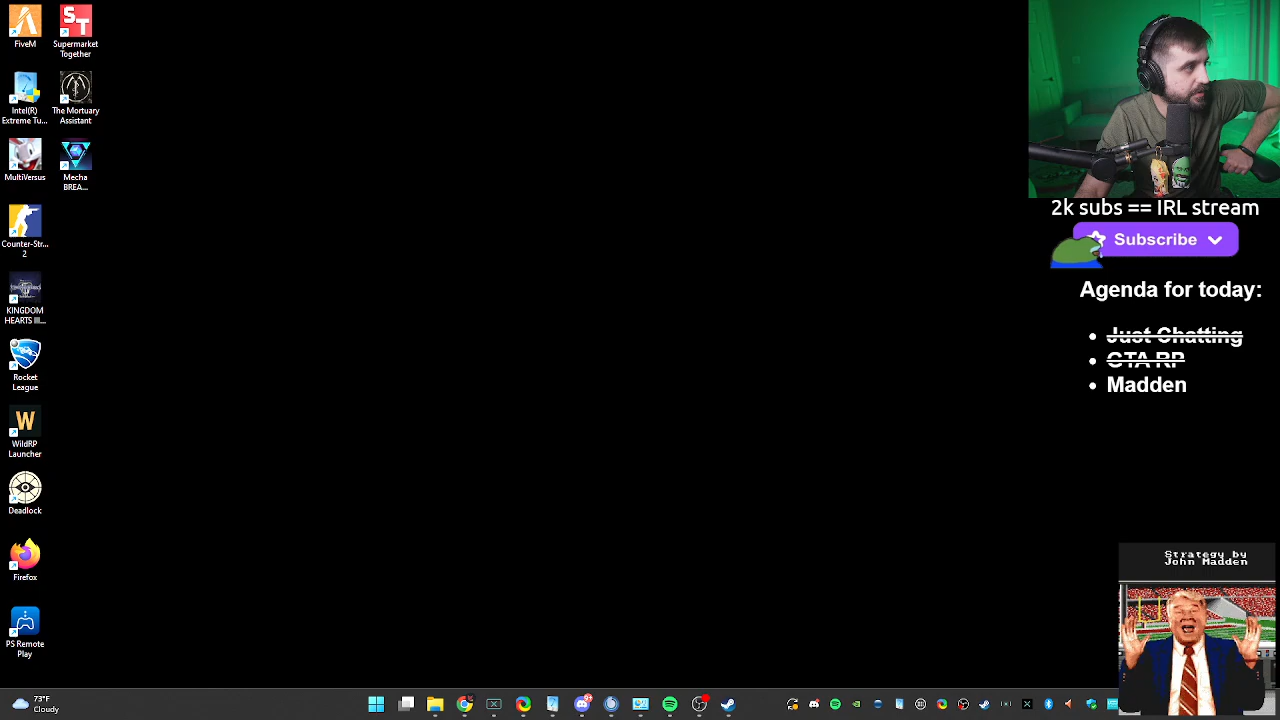 FiveM
Supermarket
Together
Intel(R)
Extreme Tu...
The Mortuary
Assistant
MultiVersus
Mecha
BREA...
Counter-Str...
2
KINGDOM
HEARTS III...
Rocket
League
W
WildRP
Launcher
Deadlock
Firefox
PS Remote
Play
73°F
Cloudy
2k subs == IRL stream
Subscribe
Agenda for today:
• Just Chatting
• GTA RP
• Madden
Strategy by
John Madden